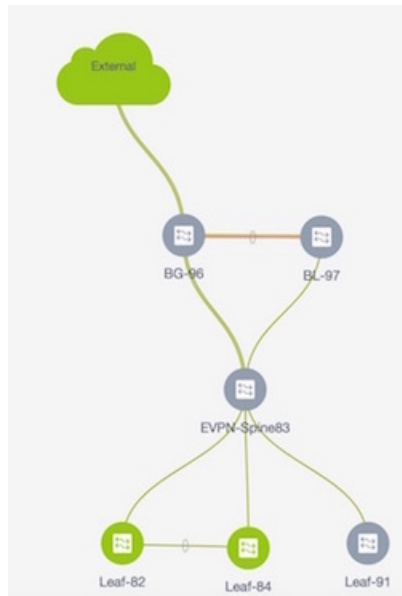 External
BG-96
BL-97
EVPN-Spine83
Leaf-82
Leaf-84
Leaf-91